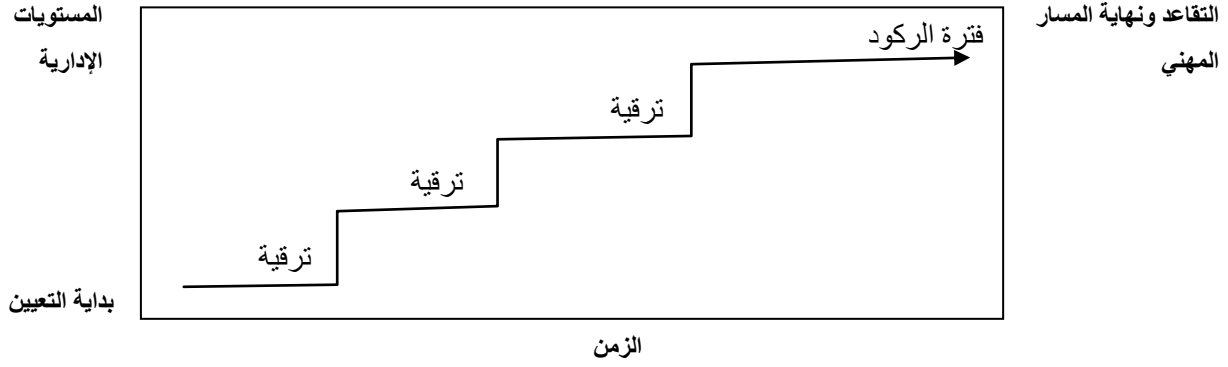 المستويات
الإدارية
التقاعد ونهاية المسار
المهني
فترة الركود
ترقية
ترقية
ترقية
بداية التعيين
الزمن